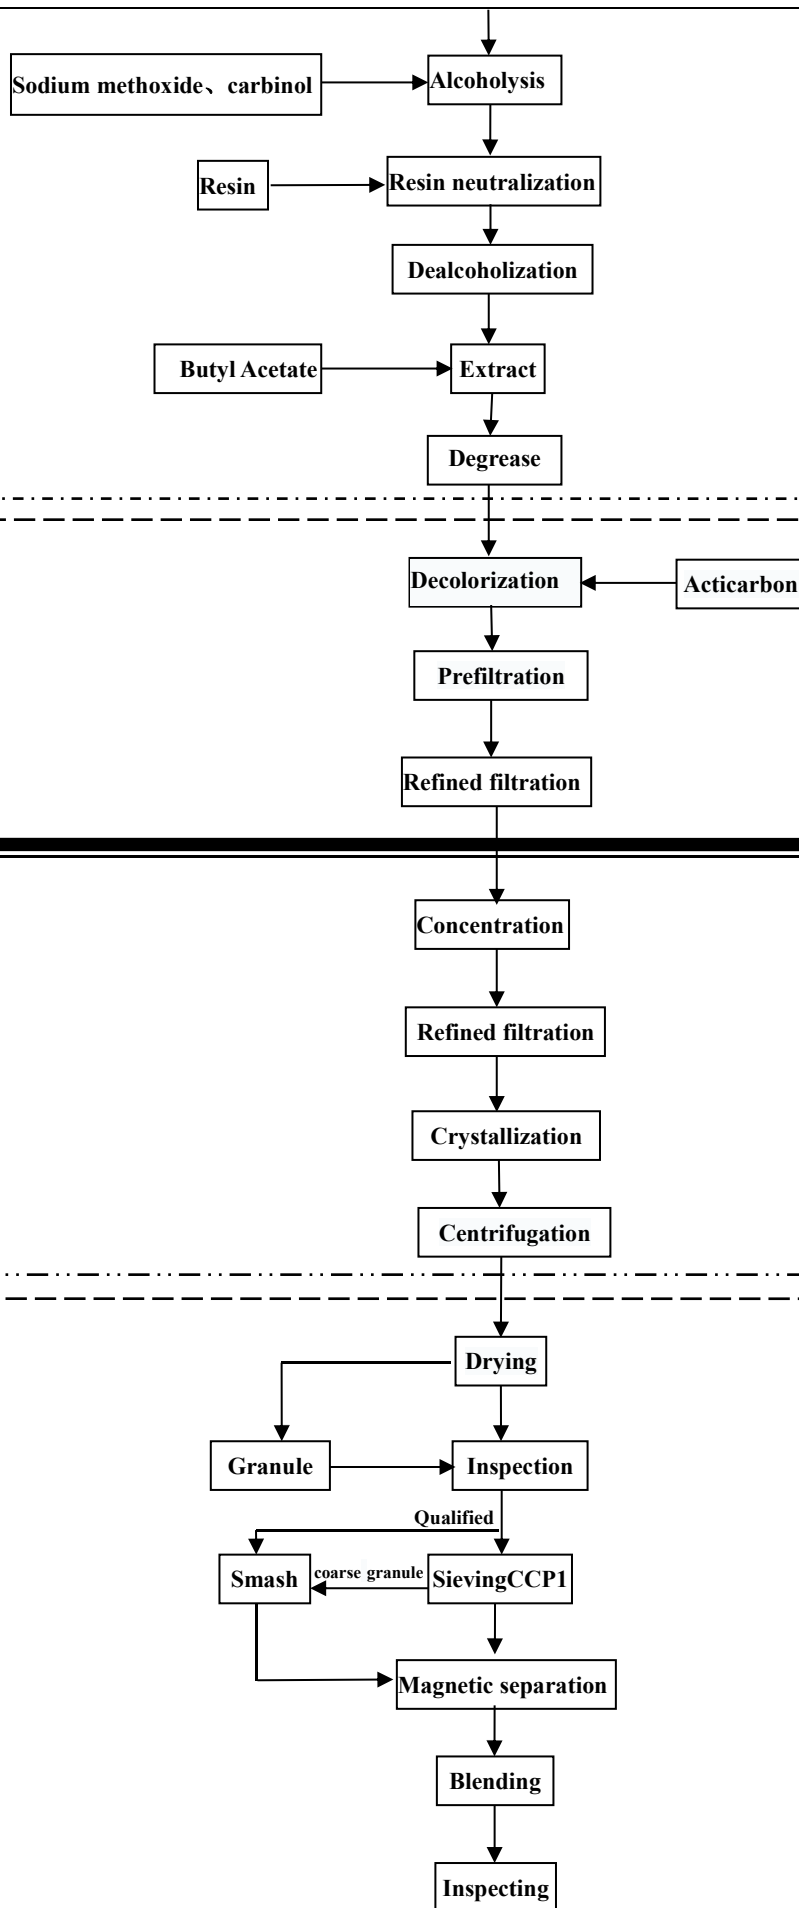 Sodium methoxide、carbinol
Alcoholysis
Resin
Resin neutralization
Dealcoholization
Butyl Acetate
Extract
Degrease
Decolorization
Acticarbon
Prefiltration
Refined filtration
Concentration
Refined filtration
Crystallization
Centrifugation
Drying
Granule
Inspection
Qualified
Smash
coarse granule
SievingCCP1
Magnetic separation
Blending
Inspecting